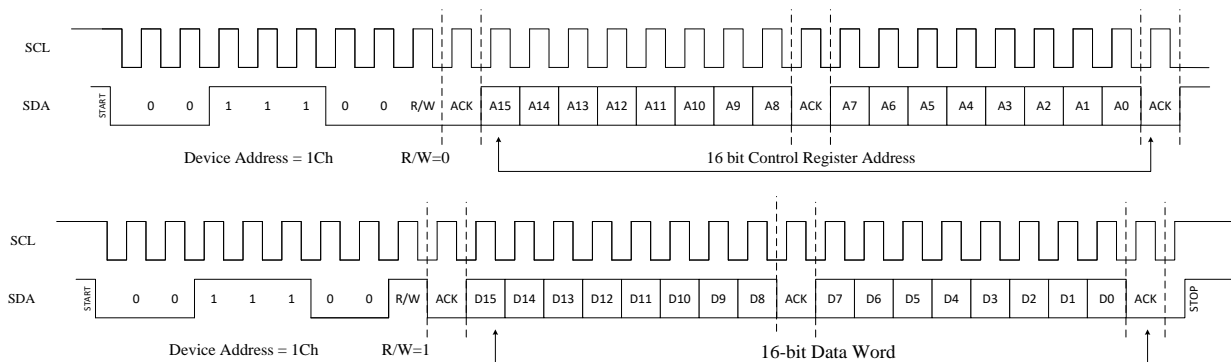 SCL
SDA START 0 0 1 1 1 0 0 R/W ACK A15 A14 A13 A12 A11 A10 A9 A8 ACK A7 A6 A5 A4 A3 A2 A1 A0 ACK
Device Address = 1Ch R/W=0 16 bit Control Register Address
SCL
SDA START 0 0 1 1 1 0 0 R/W ACK D15 D14 D13 D12 D11 D10 D9 D8 ACK D7 D6 D5 D4 D3 D2 D1 D0 ACK STOP
Device Address = 1Ch R/W=1 16-bit Data Word